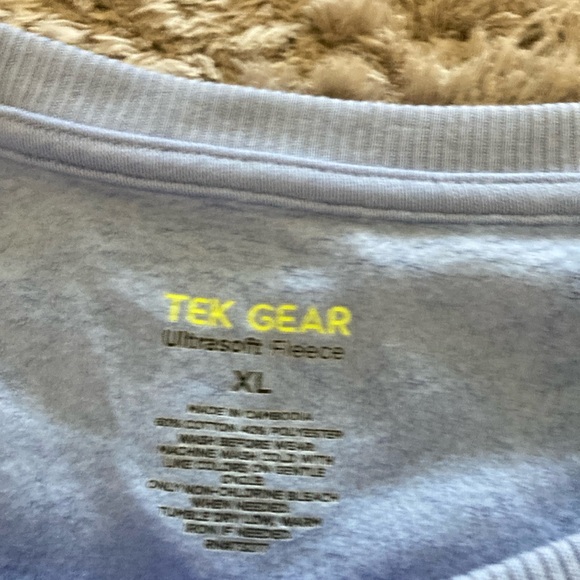 TEK GEAR
Ultrasoft Fleece
XL
MADE IN CAMBODIA
60% COTTON 40% POLYESTER
WASH BEFORE WEAR
MACHINE WASH COLD WITH
LIKE COLORS ON GENTLE
CYCLE
ONLY NON-CHLORINE BLEACH
WHEN NEEDED
TUMBLE DRY LOW, WARM
IRON IF NEEDED